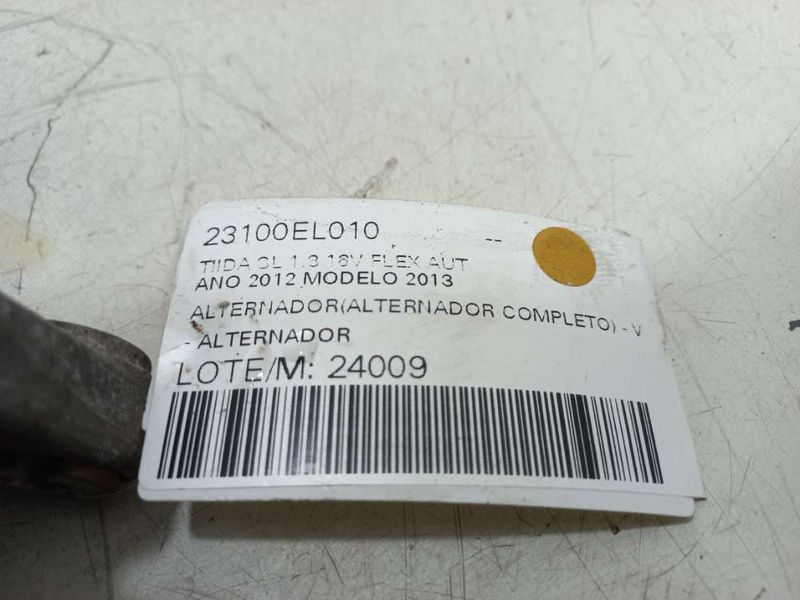 23100EL010 --
TIIDA SL 1.8 16V FLEX AUT
ANO 2012 MODELO 2013
ALTERNADOR(ALTERNADOR COMPLETO) - V
- ALTERNADOR
LOTE/M: 24009